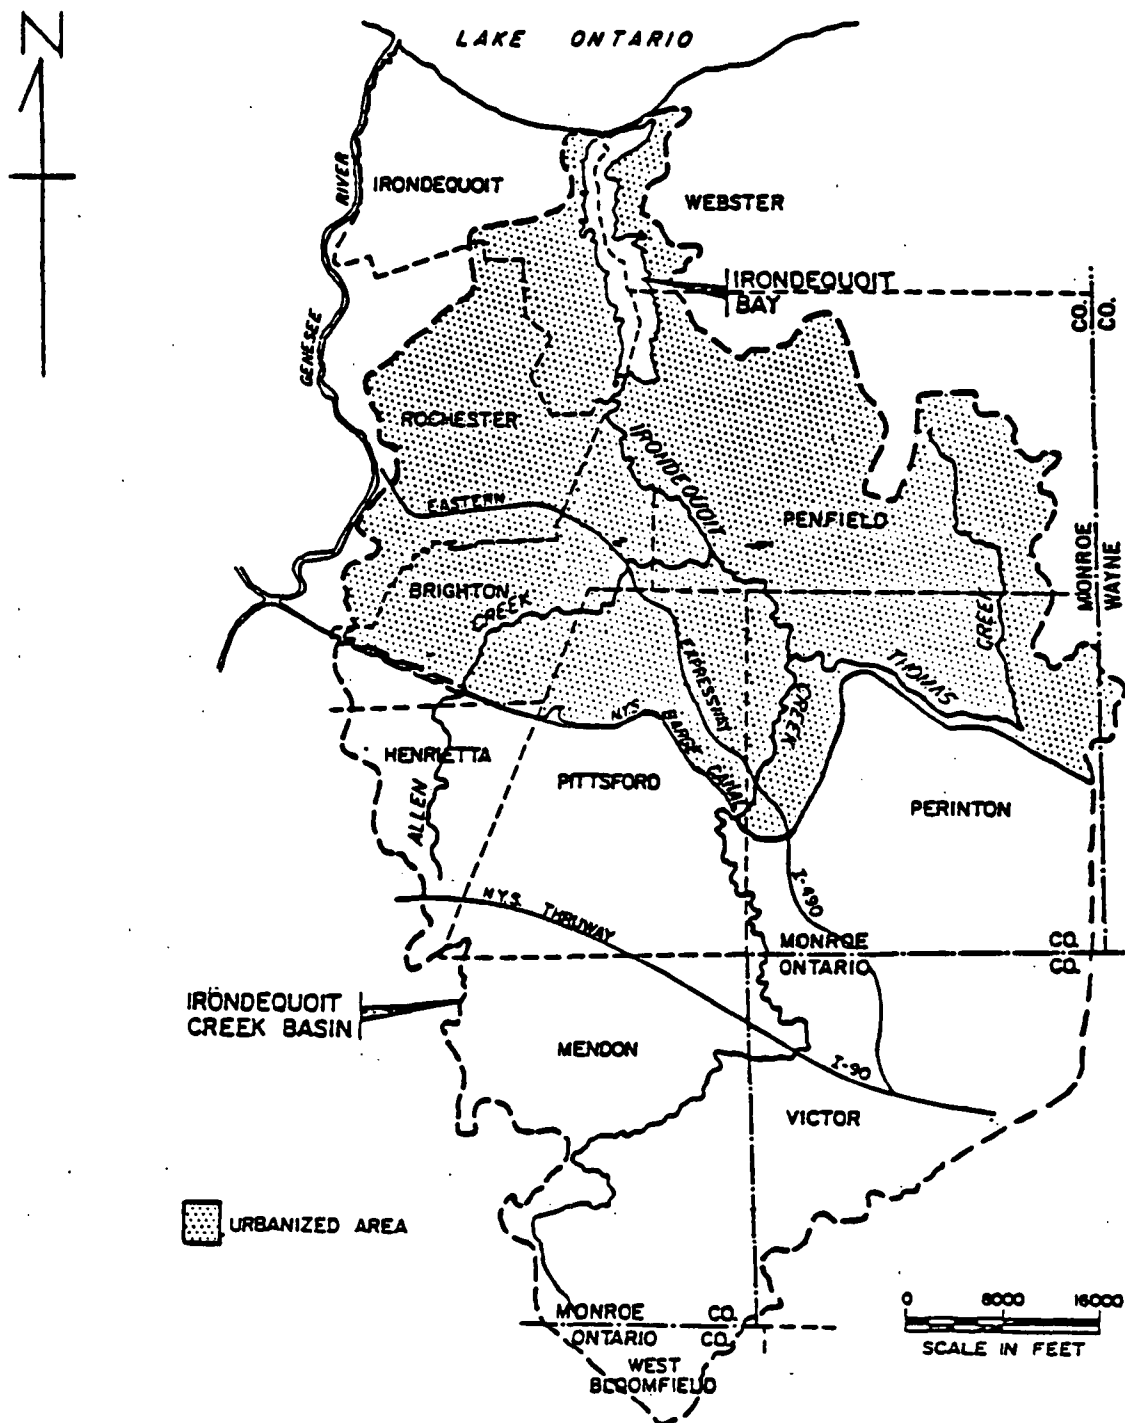 N
LAKE ONTARIO
RIVER
IRONDEQUOIT
WEBSTER
IRONDEQUOIT
BAY
CO.
CO.
GENESEE
ROCHESTER
IRONDEQUOIT
EASTERN
PENFIELD
MONROE
WAYNE
BRIGHTON
CREEK
CREEK
EXPRESSWAY
THOMAS
CREEK
N.Y.S.
BARGE CANAL
HENRIETTA
ALLEN
PITTSFORD
PERINTON
N.Y.S. THRUWAY
I-490
MONROE CO.
ONTARIO CO.
IRONDEQUOIT
CREEK BASIN
MENDON
I-90
VICTOR
URBANIZED AREA
0 8000 16000
SCALE IN FEET
MONROE CO.
ONTARIO CO.
WEST
BLOOMFIELD